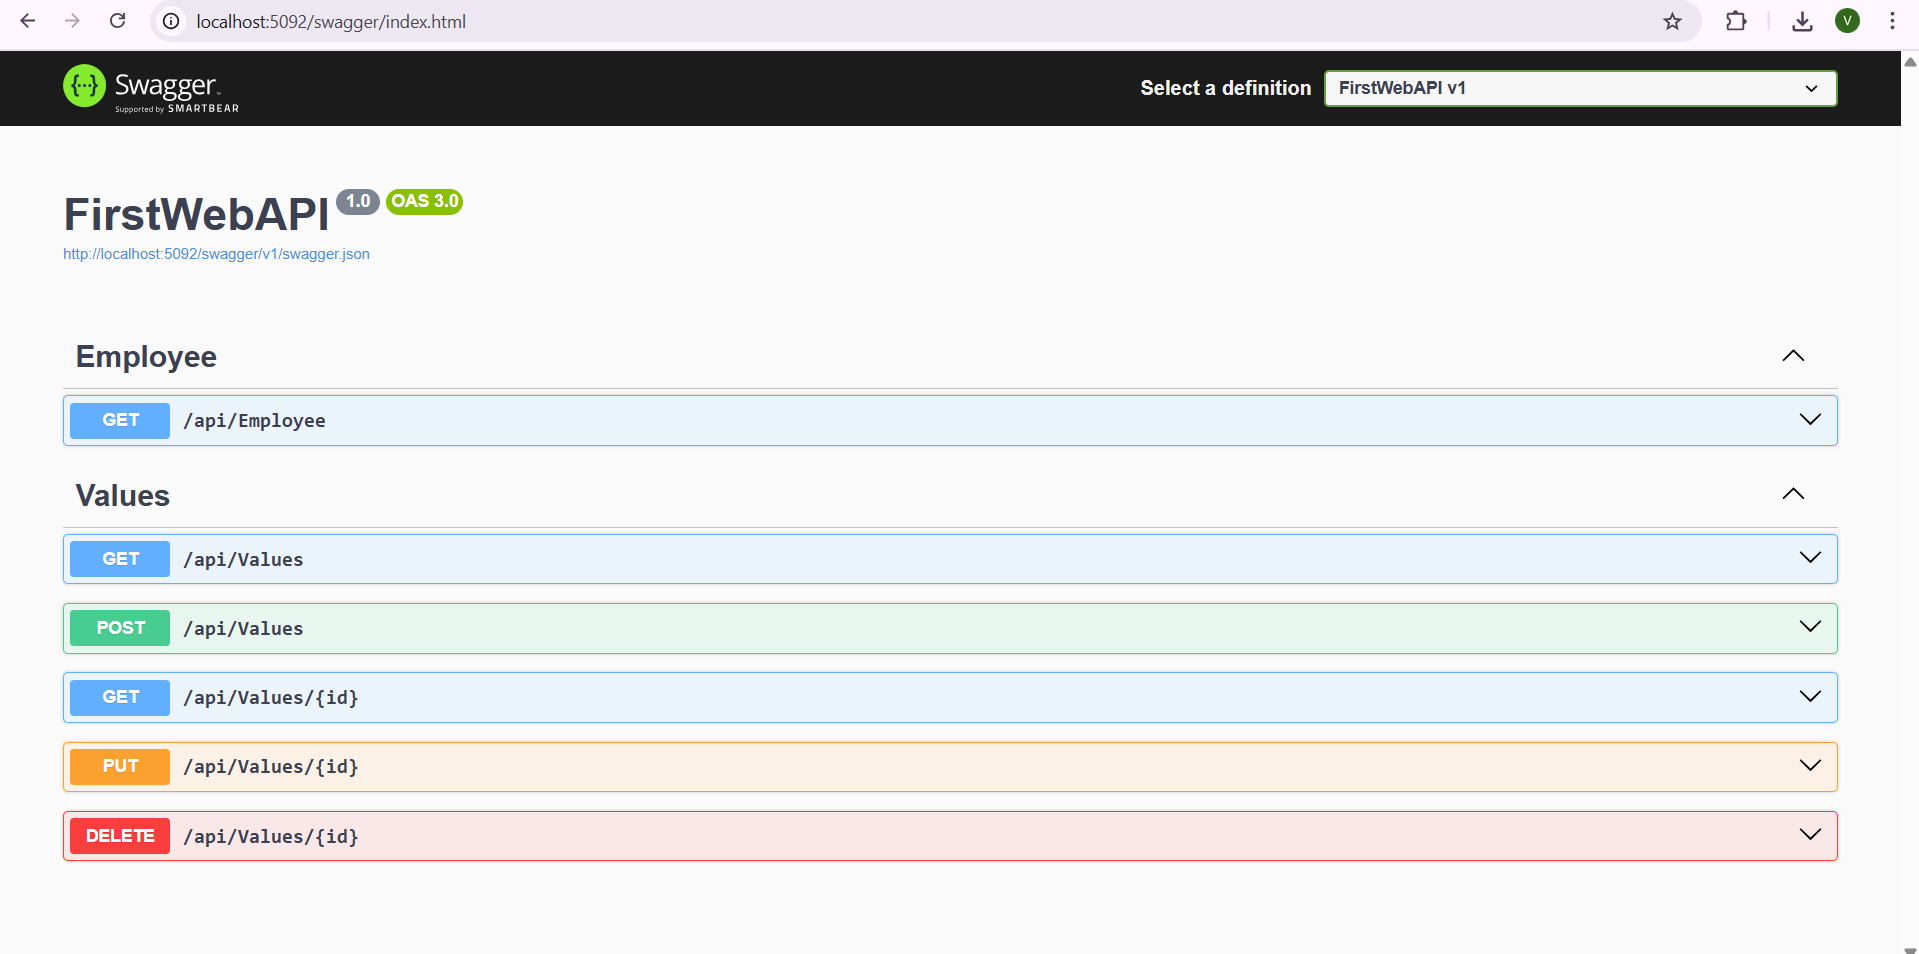 localhost:5092/swagger/index.html
V
Swagger
Supported by SMARTBEAR
Select a definition
FirstWebAPI v1
FirstWebAPI 1.0 OAS 3.0
http://localhost:5092/swagger/v1/swagger.json
Employee
GET /api/Employee
Values
GET /api/Values
POST /api/Values
GET /api/Values/{id}
PUT /api/Values/{id}
DELETE /api/Values/{id}